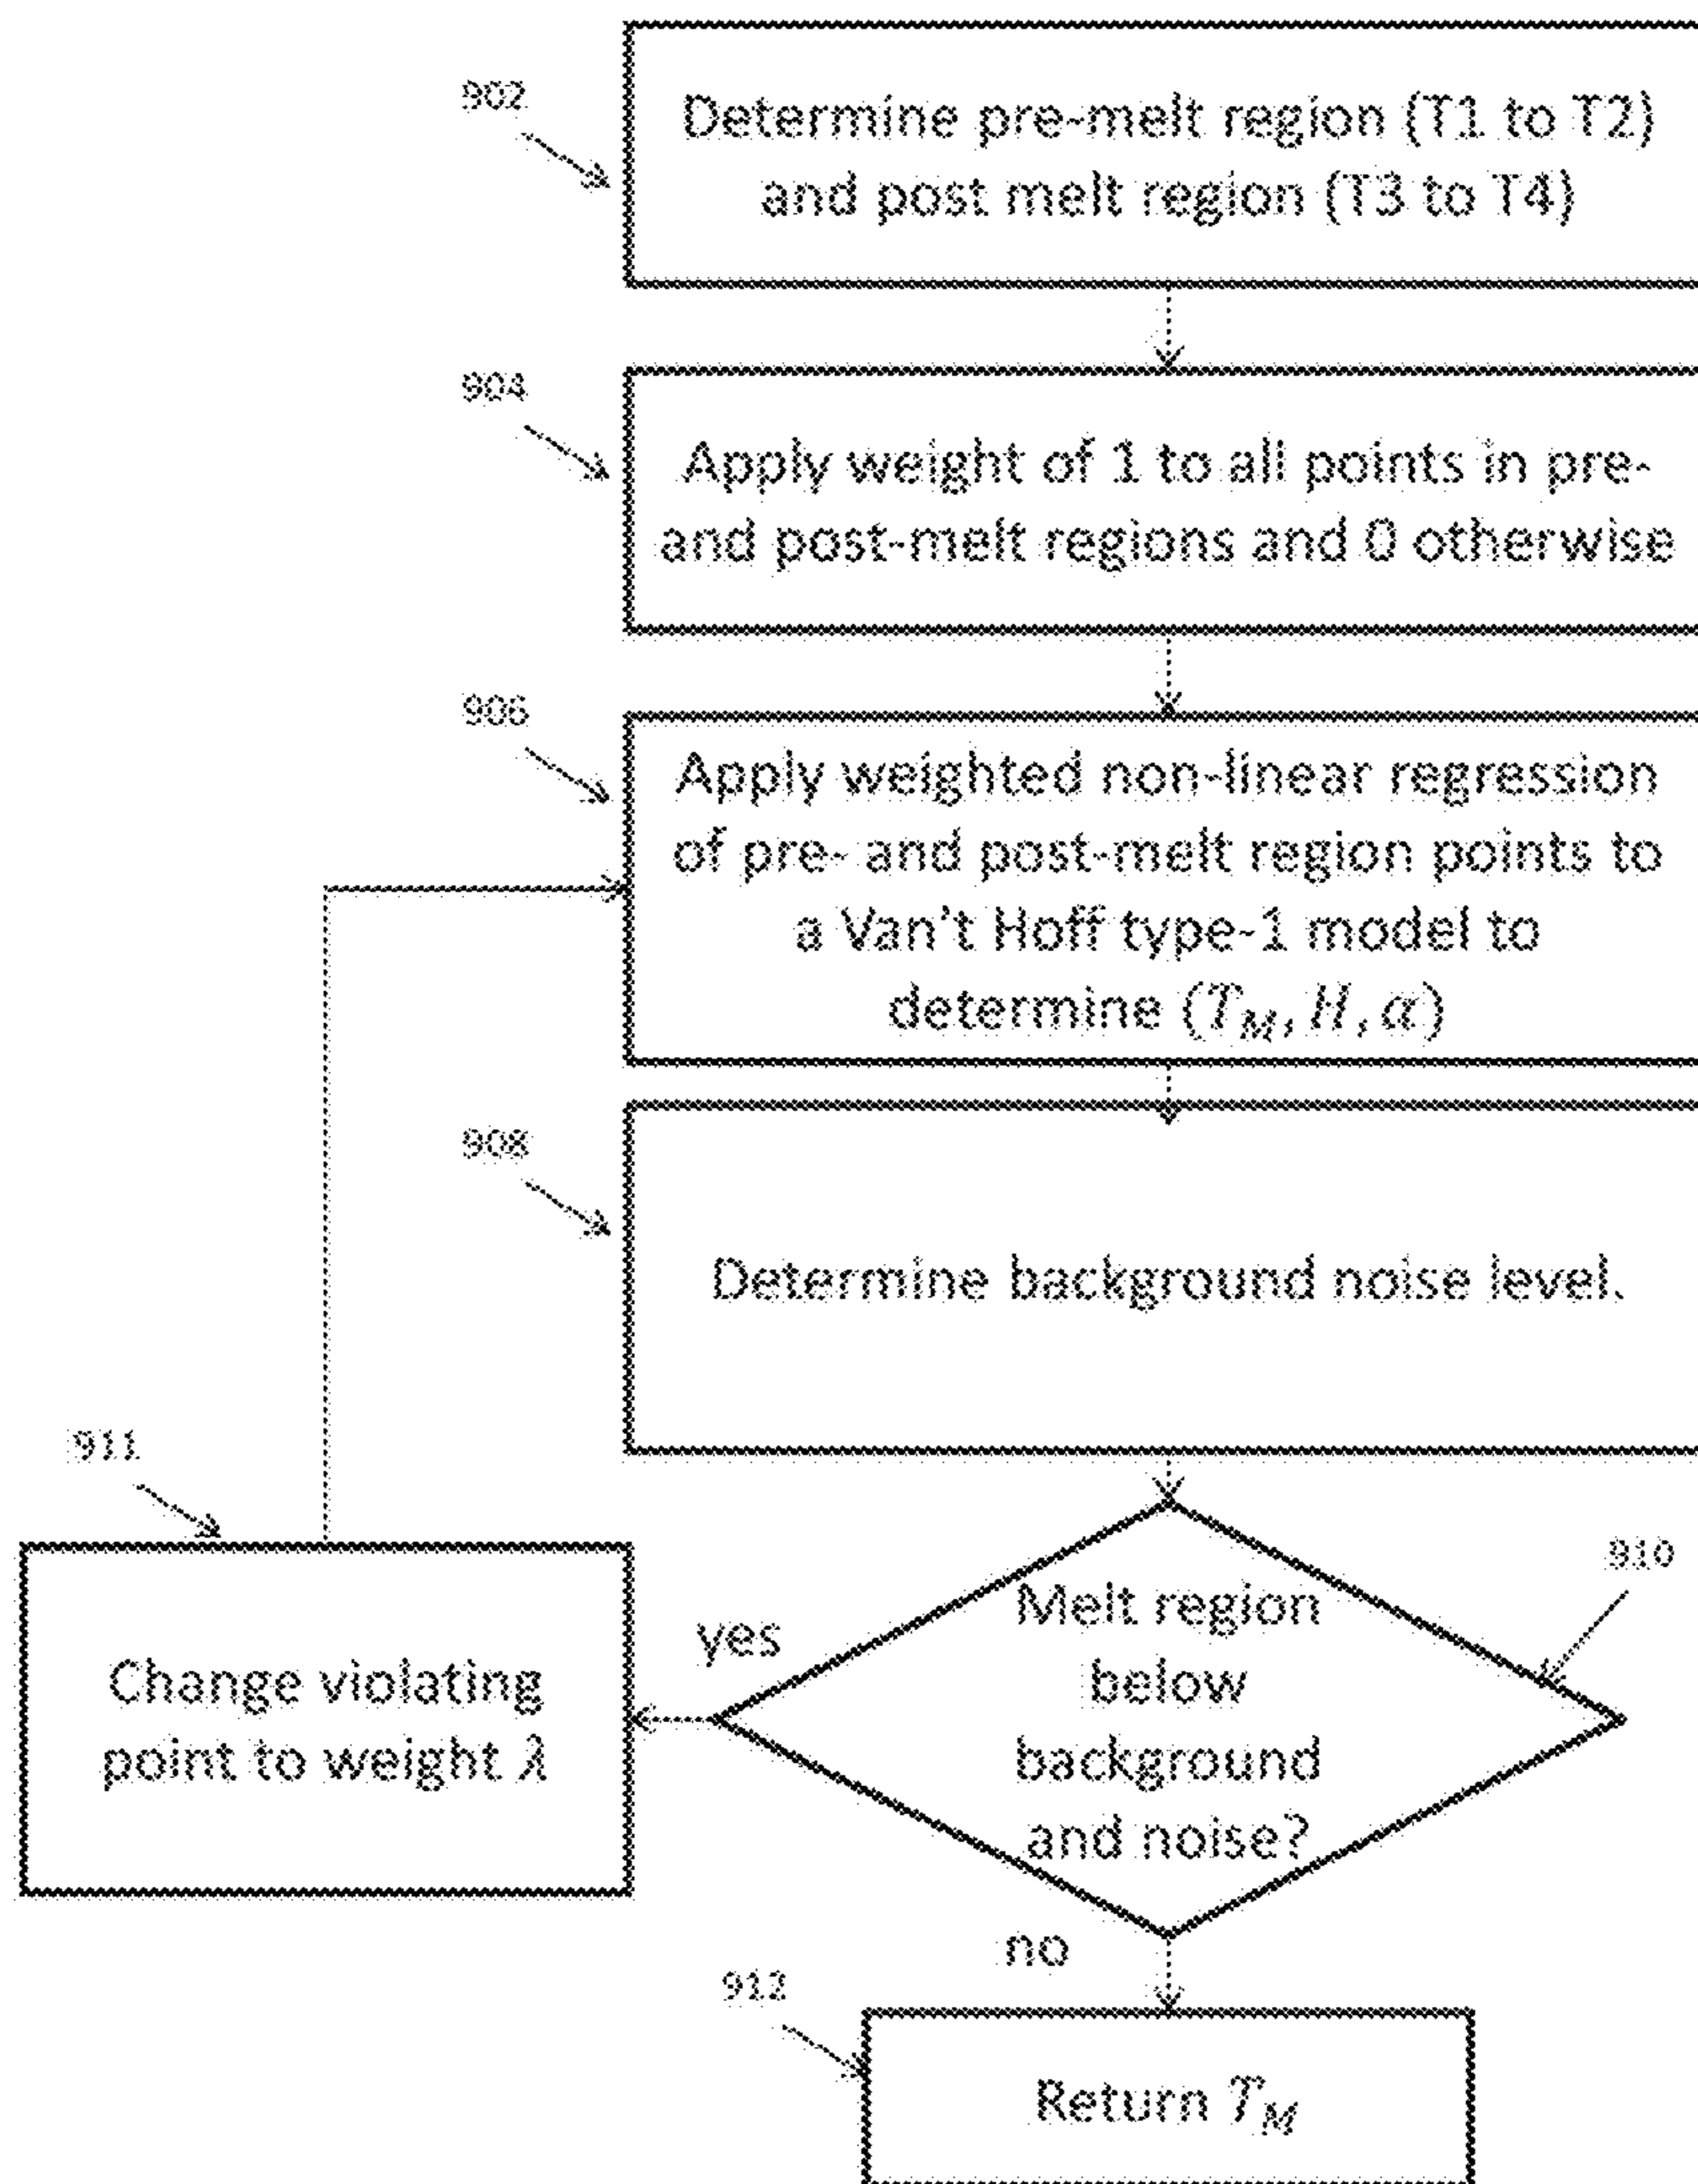 902
Determine pre-melt region (T1 to T2)
and post melt region (T3 to T4)
904
Apply weight of 1 to all points in pre-
and post-melt regions and 0 otherwise
906
Apply weighted non-linear regression
of pre- and post-melt region points to
a Van't Hoff type-1 model to
determine (T_M, H, α)
908
Determine background noise level.
911
910
Change violating
point to weight λ
yes
Melt region
below
background
and noise?
no
912
Return T_M